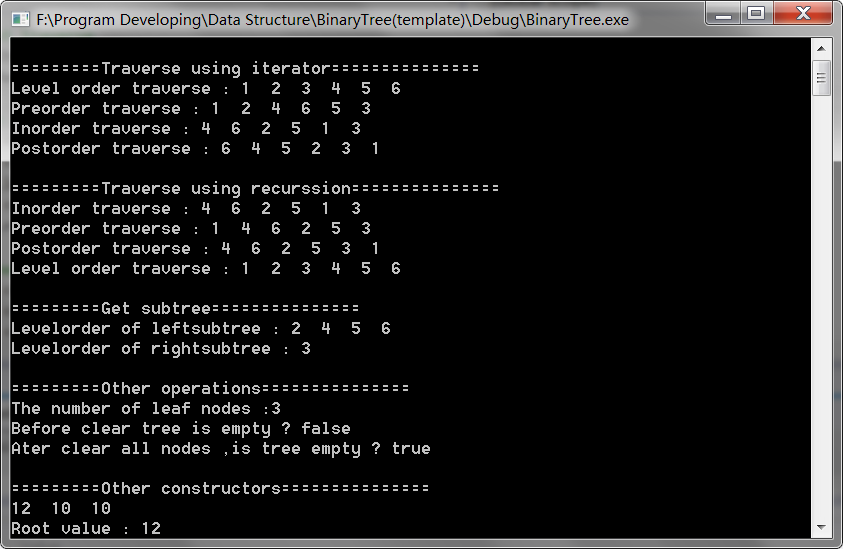 F:\Program Developing\Data Structure\BinaryTree(template)\Debug\BinaryTree.exe
=========Traverse using iterator===============
Level order traverse : 1  2  3  4  5  6
Preorder traverse : 1  2  4  6  5  3
Inorder traverse : 4  6  2  5  1  3
Postorder traverse : 6  4  5  2  3  1
=========Traverse using recurssion===============
Inorder traverse : 4  6  2  5  1  3
Preorder traverse : 1  4  6  2  5  3
Postorder traverse : 4  6  2  5  3  1
Level order traverse : 1  2  3  4  5  6
=========Get subtree===============
Levelorder of leftsubtree : 2  4  5  6
Levelorder of rightsubtree : 3
=========Other operations===============
The number of leaf nodes :3
Before clear tree is empty ? false
Ater clear all nodes ,is tree empty ? true
=========Other constructors===============
12  10  10
Root value : 12